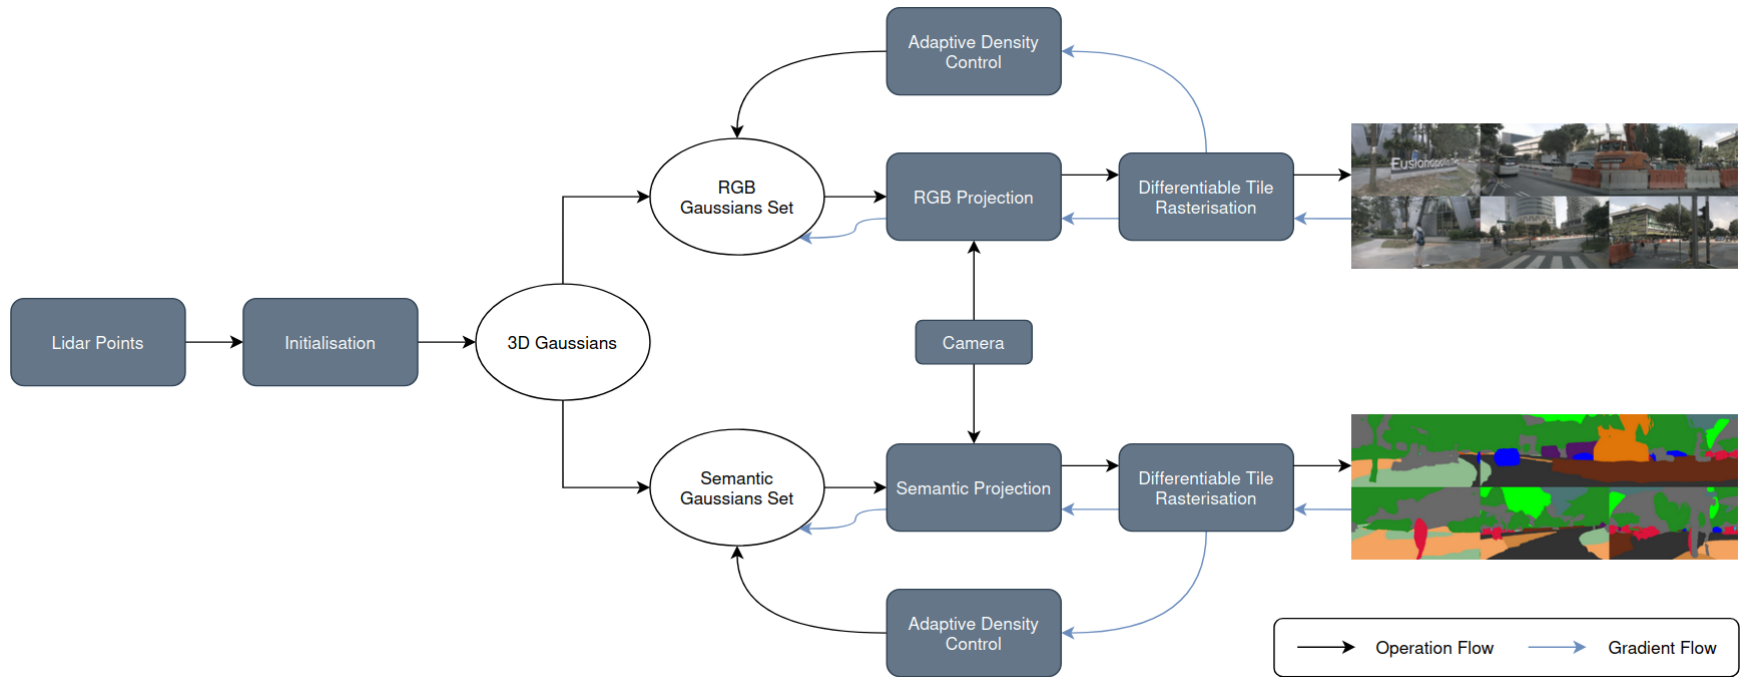 Adaptive Density
Control
RGB
Gaussians Set
RGB Projection
Differentiable Tile
Rasterisation
Eusionopolis
Lidar Points
Initialisation
3D Gaussians
Camera
Semantic
Gaussians Set
Semantic Projection
Differentiable Tile
Rasterisation
Adaptive Density
Control
Operation Flow
Gradient Flow